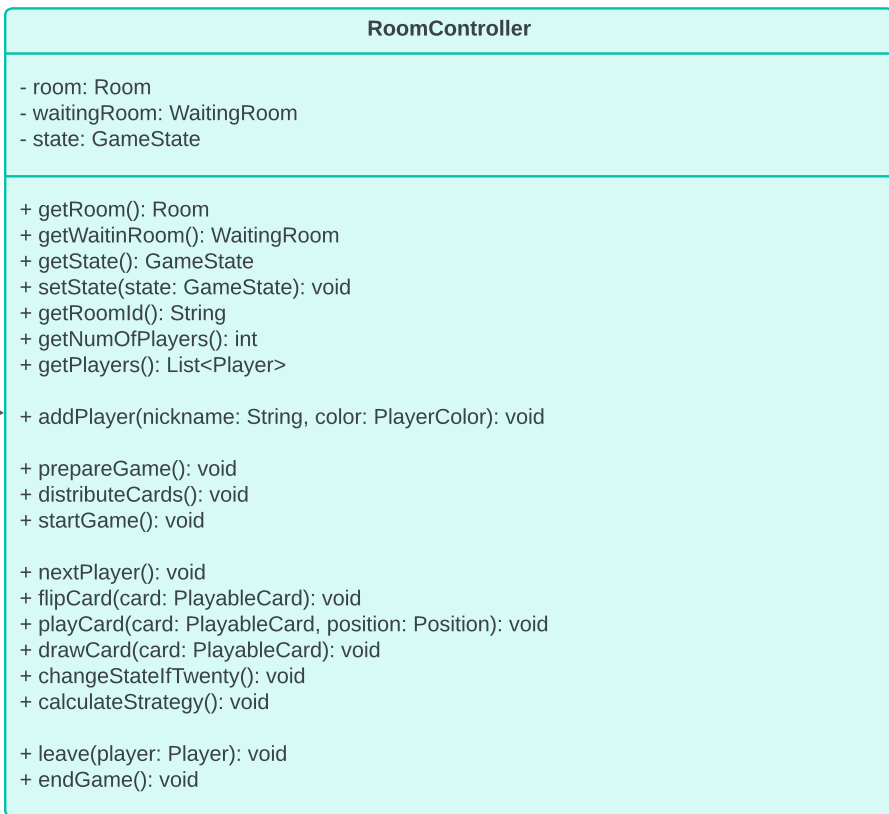 RoomController
- room: Room
- waitingRoom: WaitingRoom
- state: GameState
+ getRoom(): Room
+ getWaitinRoom(): WaitingRoom
+ getState(): GameState
+ setState(state: GameState): void
+ getRoomId(): String
+ getNumOfPlayers(): int
+ getPlayers(): List<Player>
+ addPlayer(nickname: String, color: PlayerColor): void
+ prepareGame(): void
+ distributeCards(): void
+ startGame(): void
+ nextPlayer(): void
+ flipCard(card: PlayableCard): void
+ playCard(card: PlayableCard, position: Position): void
+ drawCard(card: PlayableCard): void
+ changeStateIfTwenty(): void
+ calculateStrategy(): void
+ leave(player: Player): void
+ endGame(): void